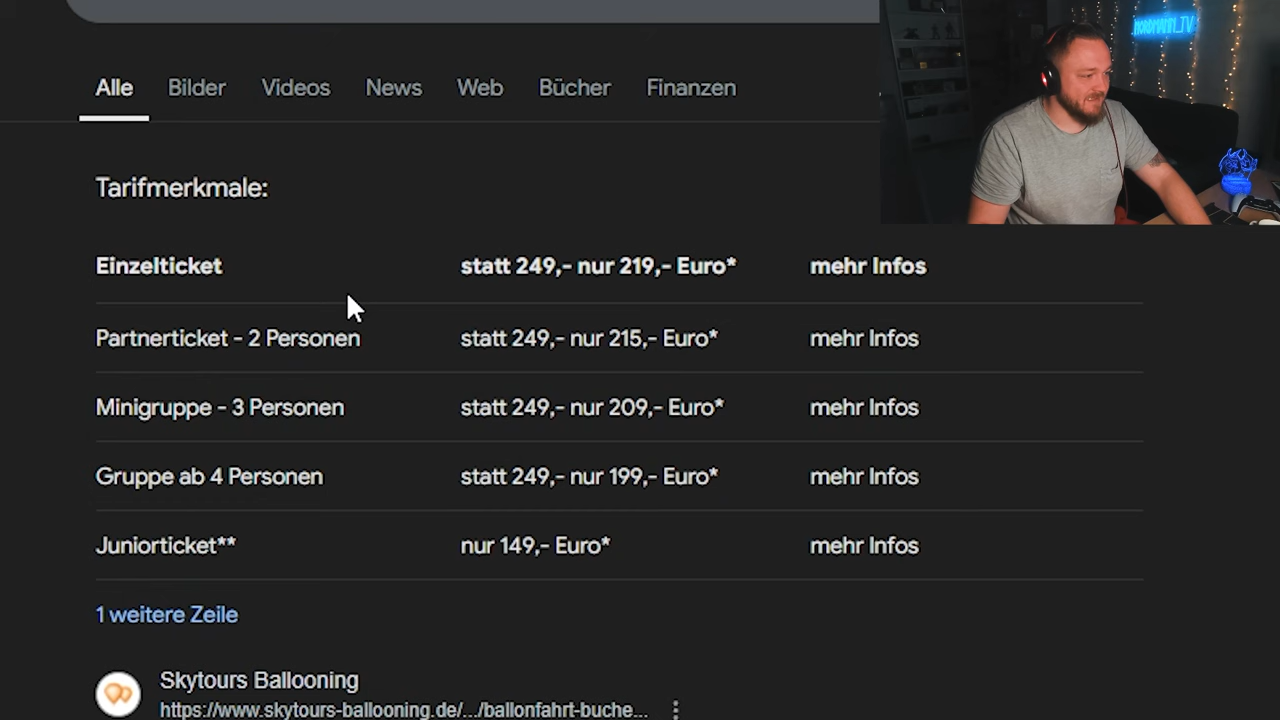 Alle Bilder Videos News Web Bücher Finanzen
Tarifmerkmale:
Einzelticket statt 249,- nur 219,- Euro* mehr Infos
Partnerticket - 2 Personen statt 249,- nur 215,- Euro* mehr Infos
Minigruppe - 3 Personen statt 249,- nur 209,- Euro* mehr Infos
Gruppe ab 4 Personen statt 249,- nur 199,- Euro* mehr Infos
Juniorticket** nur 149,- Euro* mehr Infos
1 weitere Zeile
Skytours Ballooning
https://www.skytours-ballooning.de/.../ballonfahrt-buche...